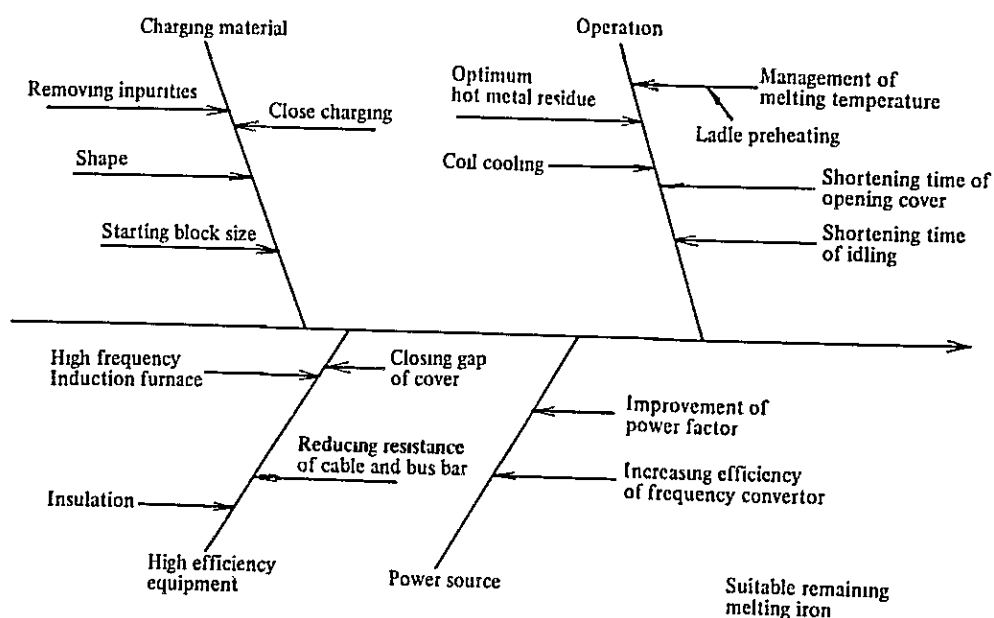 Charging material
Operation
Removing inpurities
Close charging
Shape
Starting block size
Optimum
hot metal residue
Management of
melting temperature
Ladle preheating
Coil cooling
Shortening time of
opening cover
Shortening time
of idling
High frequency
Induction furnace
Closing gap
of cover
Reducing resistance
of cable and bus bar
Insulation
High efficiency
equipment
Improvement of
power factor
Increasing efficiency
of frequency convertor
Power source
Suitable remaining
melting iron